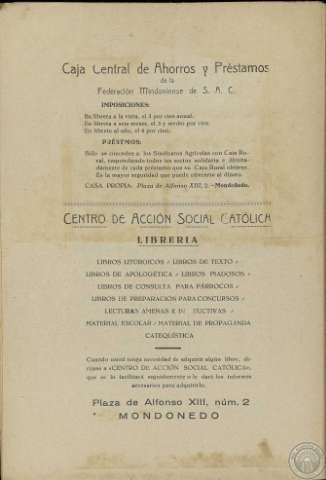 Caja Central de Ahorros y Préstamos
de la
Federación Mindoniense de S. A. C.
IMPOSICIONES:
En libreta a la vista, el 3 por cien anual.
En libreta a seis meses, el 3 y medio por cien.
En libreta al año, el 4 por cien.
PRÉSTMOS:
Sólo se conceden a los Sindicatos Agrícolas con Caja Ru-
ral, respondiendo todos los socios solidaria e ilimita-
damente de cada préstamo que su Caja Rural obtiene.
Es la mayor seguridad que puede ofrecerse al dinero.
CASA PROPIA: Plaza de Alfonso XIII, 2.-Mondoñedo.
CENTRO DE ACCIÓN SOCIAL CATÓLICA
LIBRERIA
LIBROS LITÚRGICOS / LIBROS DE TEXTO /
LIBROS DE APOLOGÉTICA / LIBROS PIADOSOS /
LIBROS DE CONSULTA PARA PÁRROCOS /
LIBROS DE PREPARACIÓN PARA CONCURSOS /
LECTURAS AMENAS E IN TUCTIVAS /
MATERIAL ESCOLAR / MATERIAL DE PROPAGANDA
CATEQUÍSTICA
Cuando usted tenga necesidad de adquirir algún libro, di-
ríjase a «CENTRO DE ACCIÓN SOCIAL CATÓLICA»,
que se lo facilitará seguidamente o le dará los informes
necesarios para adquirirlo.
Plaza de Alfonso XIII, núm. 2
MONDOÑEDO